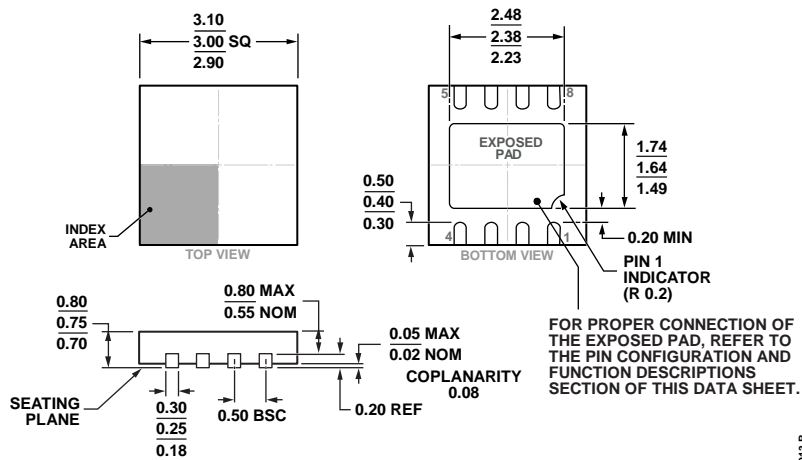 3.10
3.00 SQ
2.90
2.48
2.38
2.23
5
8
EXPOSED
PAD
1.74
1.64
1.49
0.50
0.40
0.30
INDEX
AREA
TOP VIEW
4
1
BOTTOM VIEW
0.20 MIN
PIN 1
INDICATOR
(R 0.2)
0.80
0.75
0.70
0.80 MAX
0.55 NOM
0.05 MAX
0.02 NOM
COPLANARITY
0.08
SEATING
PLANE
0.30
0.25
0.18
0.50 BSC
0.20 REF
FOR PROPER CONNECTION OF
THE EXPOSED PAD, REFER TO
THE PIN CONFIGURATION AND
FUNCTION DESCRIPTIONS
SECTION OF THIS DATA SHEET.